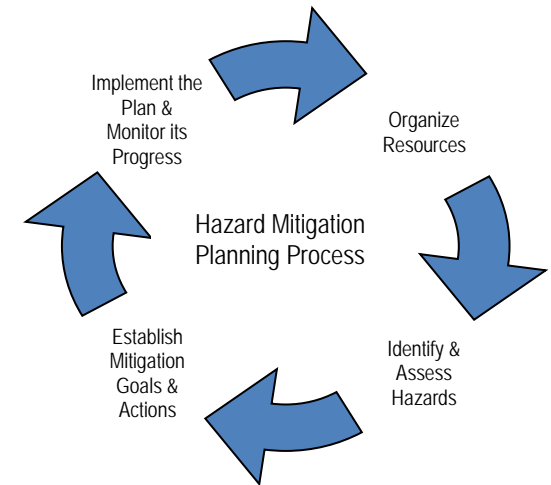 Implement the
Plan &
Monitor its
Progress
Organize
Resources
Hazard Mitigation
Planning Process
Identify &
Assess
Hazards
Establish
Mitigation
Goals &
Actions